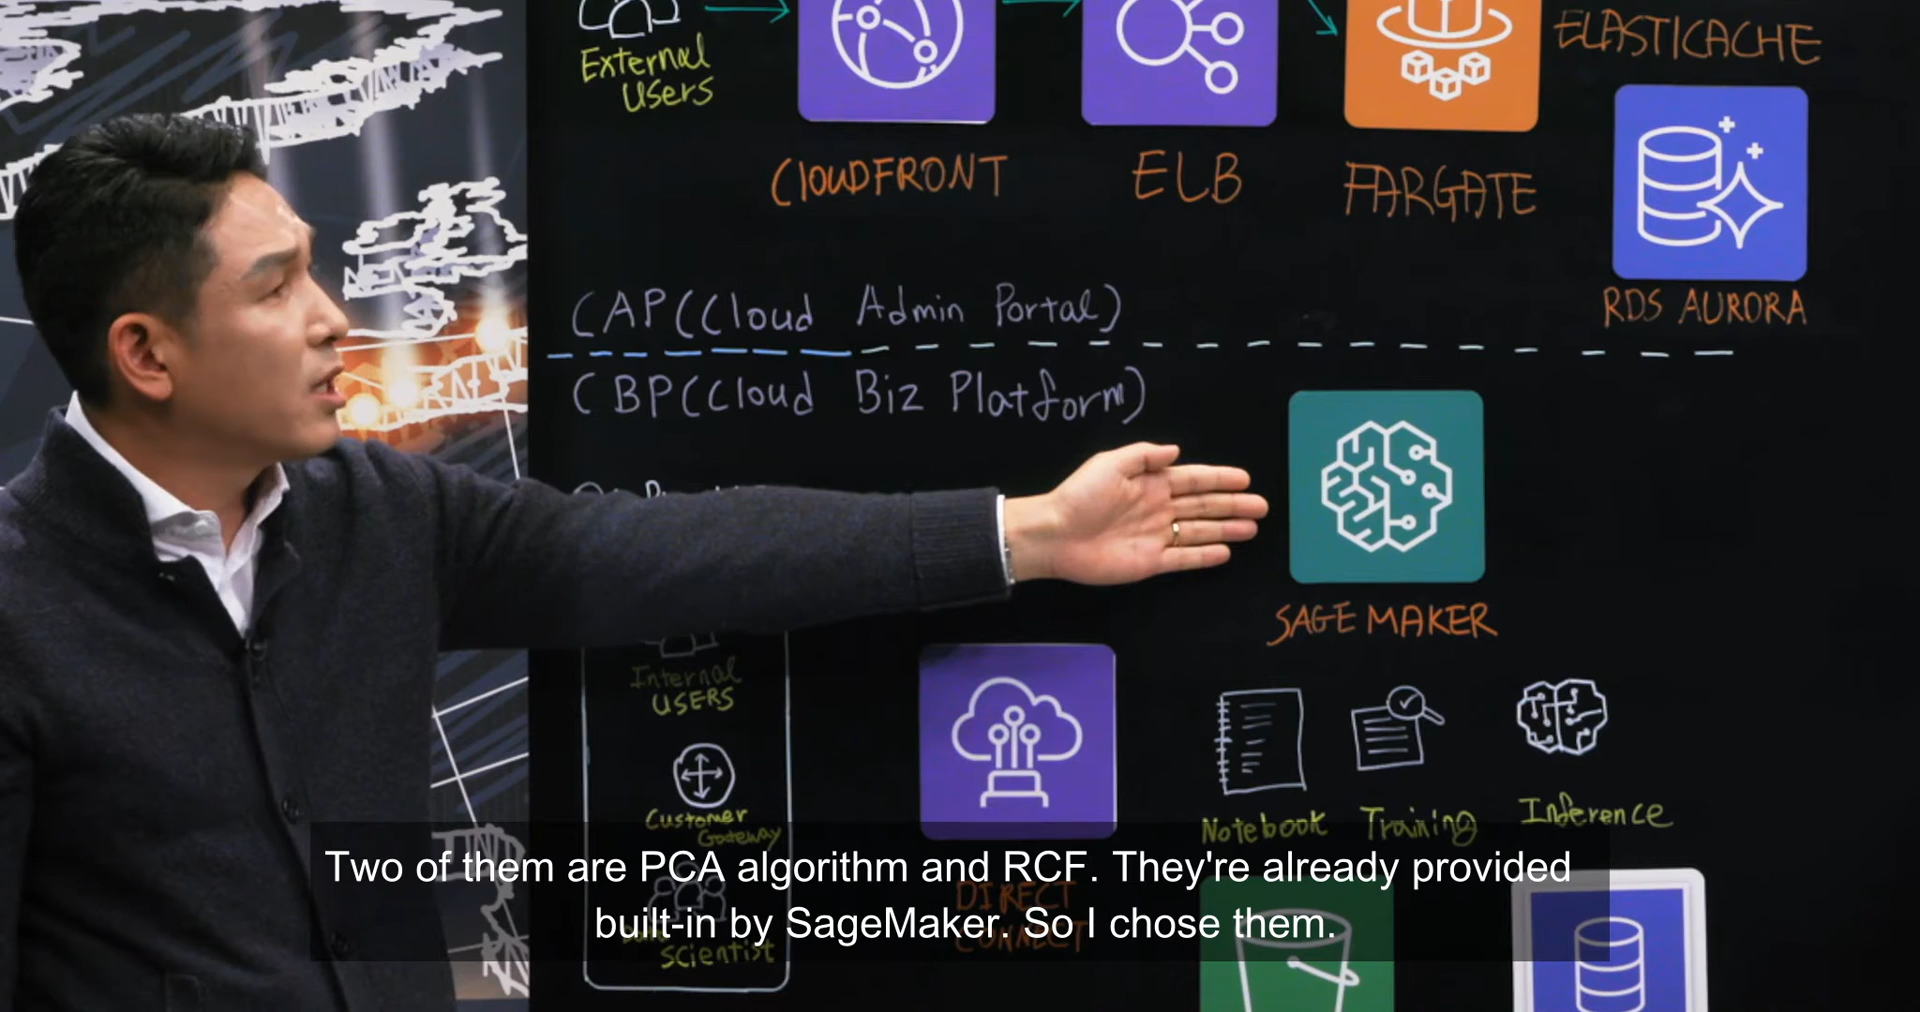 External
Users
CLOUDFRONT
ELB
FARGATE
ELASTICACHE
RDS AURORA
CAP(Cloud Admin Portal)
CBP(Cloud Biz Platform)
SAGE MAKER
Internal
USERS
Customer
Gateway
Scientist
DIRECT
CONNECT
Notebook
Training
Inference
Two of them are PCA algorithm and RCF. They're already provided
built-in by SageMaker. So I chose them.